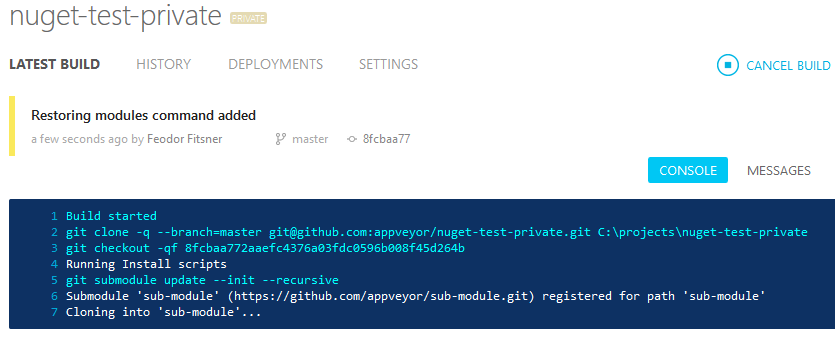 nuget-test-private PRIVATE
LATEST BUILD HISTORY DEPLOYMENTS SETTINGS CANCEL BUILD
Restoring modules command added
a few seconds ago by Feodor Fitsner master 8fcbaa77
CONSOLE MESSAGES
1 Build started
2 git clone -q --branch=master git@github.com:appveyor/nuget-test-private.git C:\projects\nuget-test-private
3 git checkout -qf 8fcbaa772aaefc4376a03fdc0596b008f45d264b
4 Running Install scripts
5 git submodule update --init --recursive
6 Submodule 'sub-module' (https://github.com/appveyor/sub-module.git) registered for path 'sub-module'
7 Cloning into 'sub-module'...